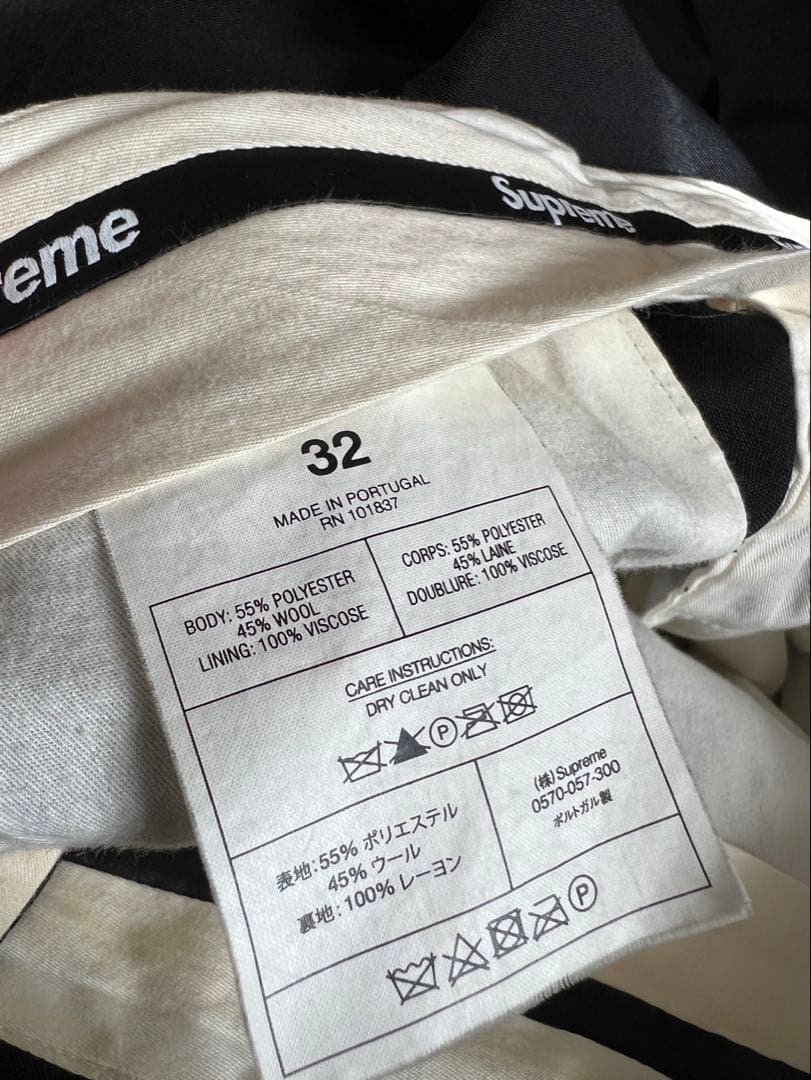 reme
Supreme
32
MADE IN PORTUGAL
RN 101837
BODY: 55% POLYESTER
45% WOOL
LINING: 100% VISCOSE
CORPS: 55% POLYESTER
45% LAINE
DOUBLURE: 100% VISCOSE
CARE INSTRUCTIONS:
DRY CLEAN ONLY
P
表地:55% ポリエステル
45% ウール
裏地:100% レーヨン
(株)Supreme
0570-057-300
ポルトガル製
P